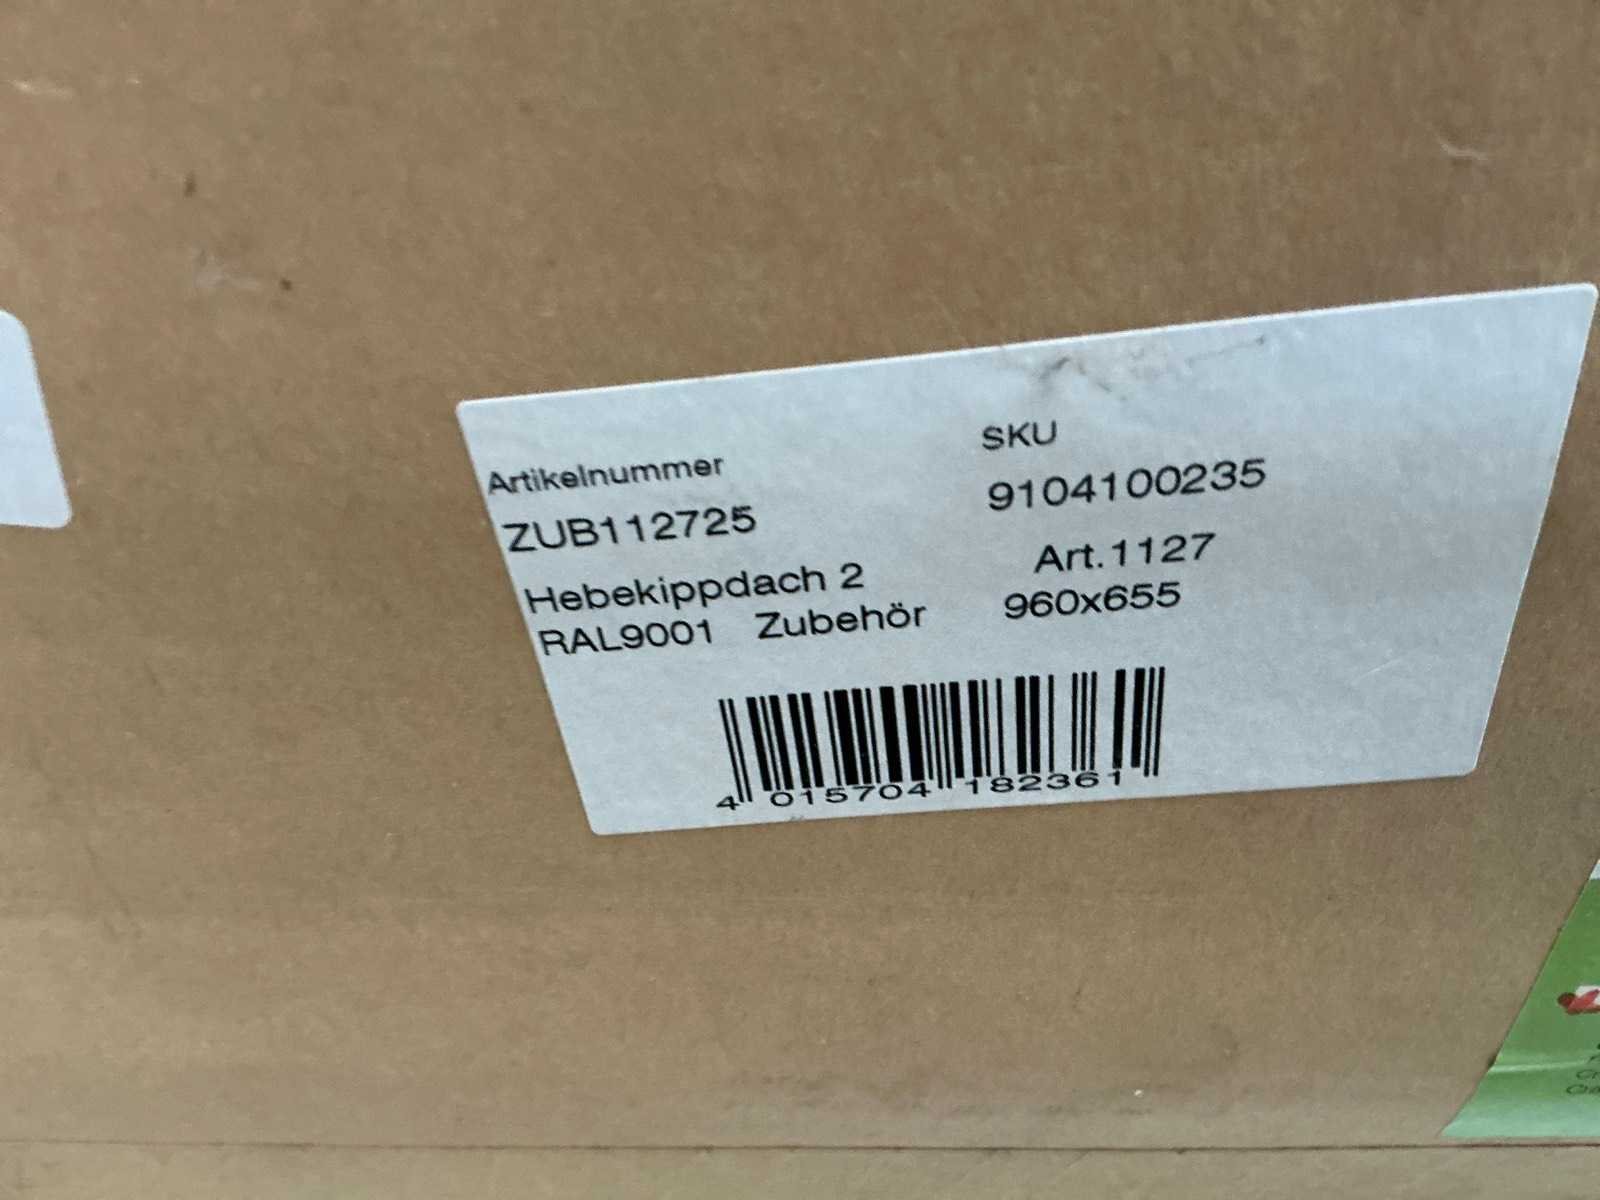 Artikelnummer SKU
ZUB112725 9104100235
Hebekippdach 2 Art.1127
RAL9001 Zubehör 960x655
4 015704 182361